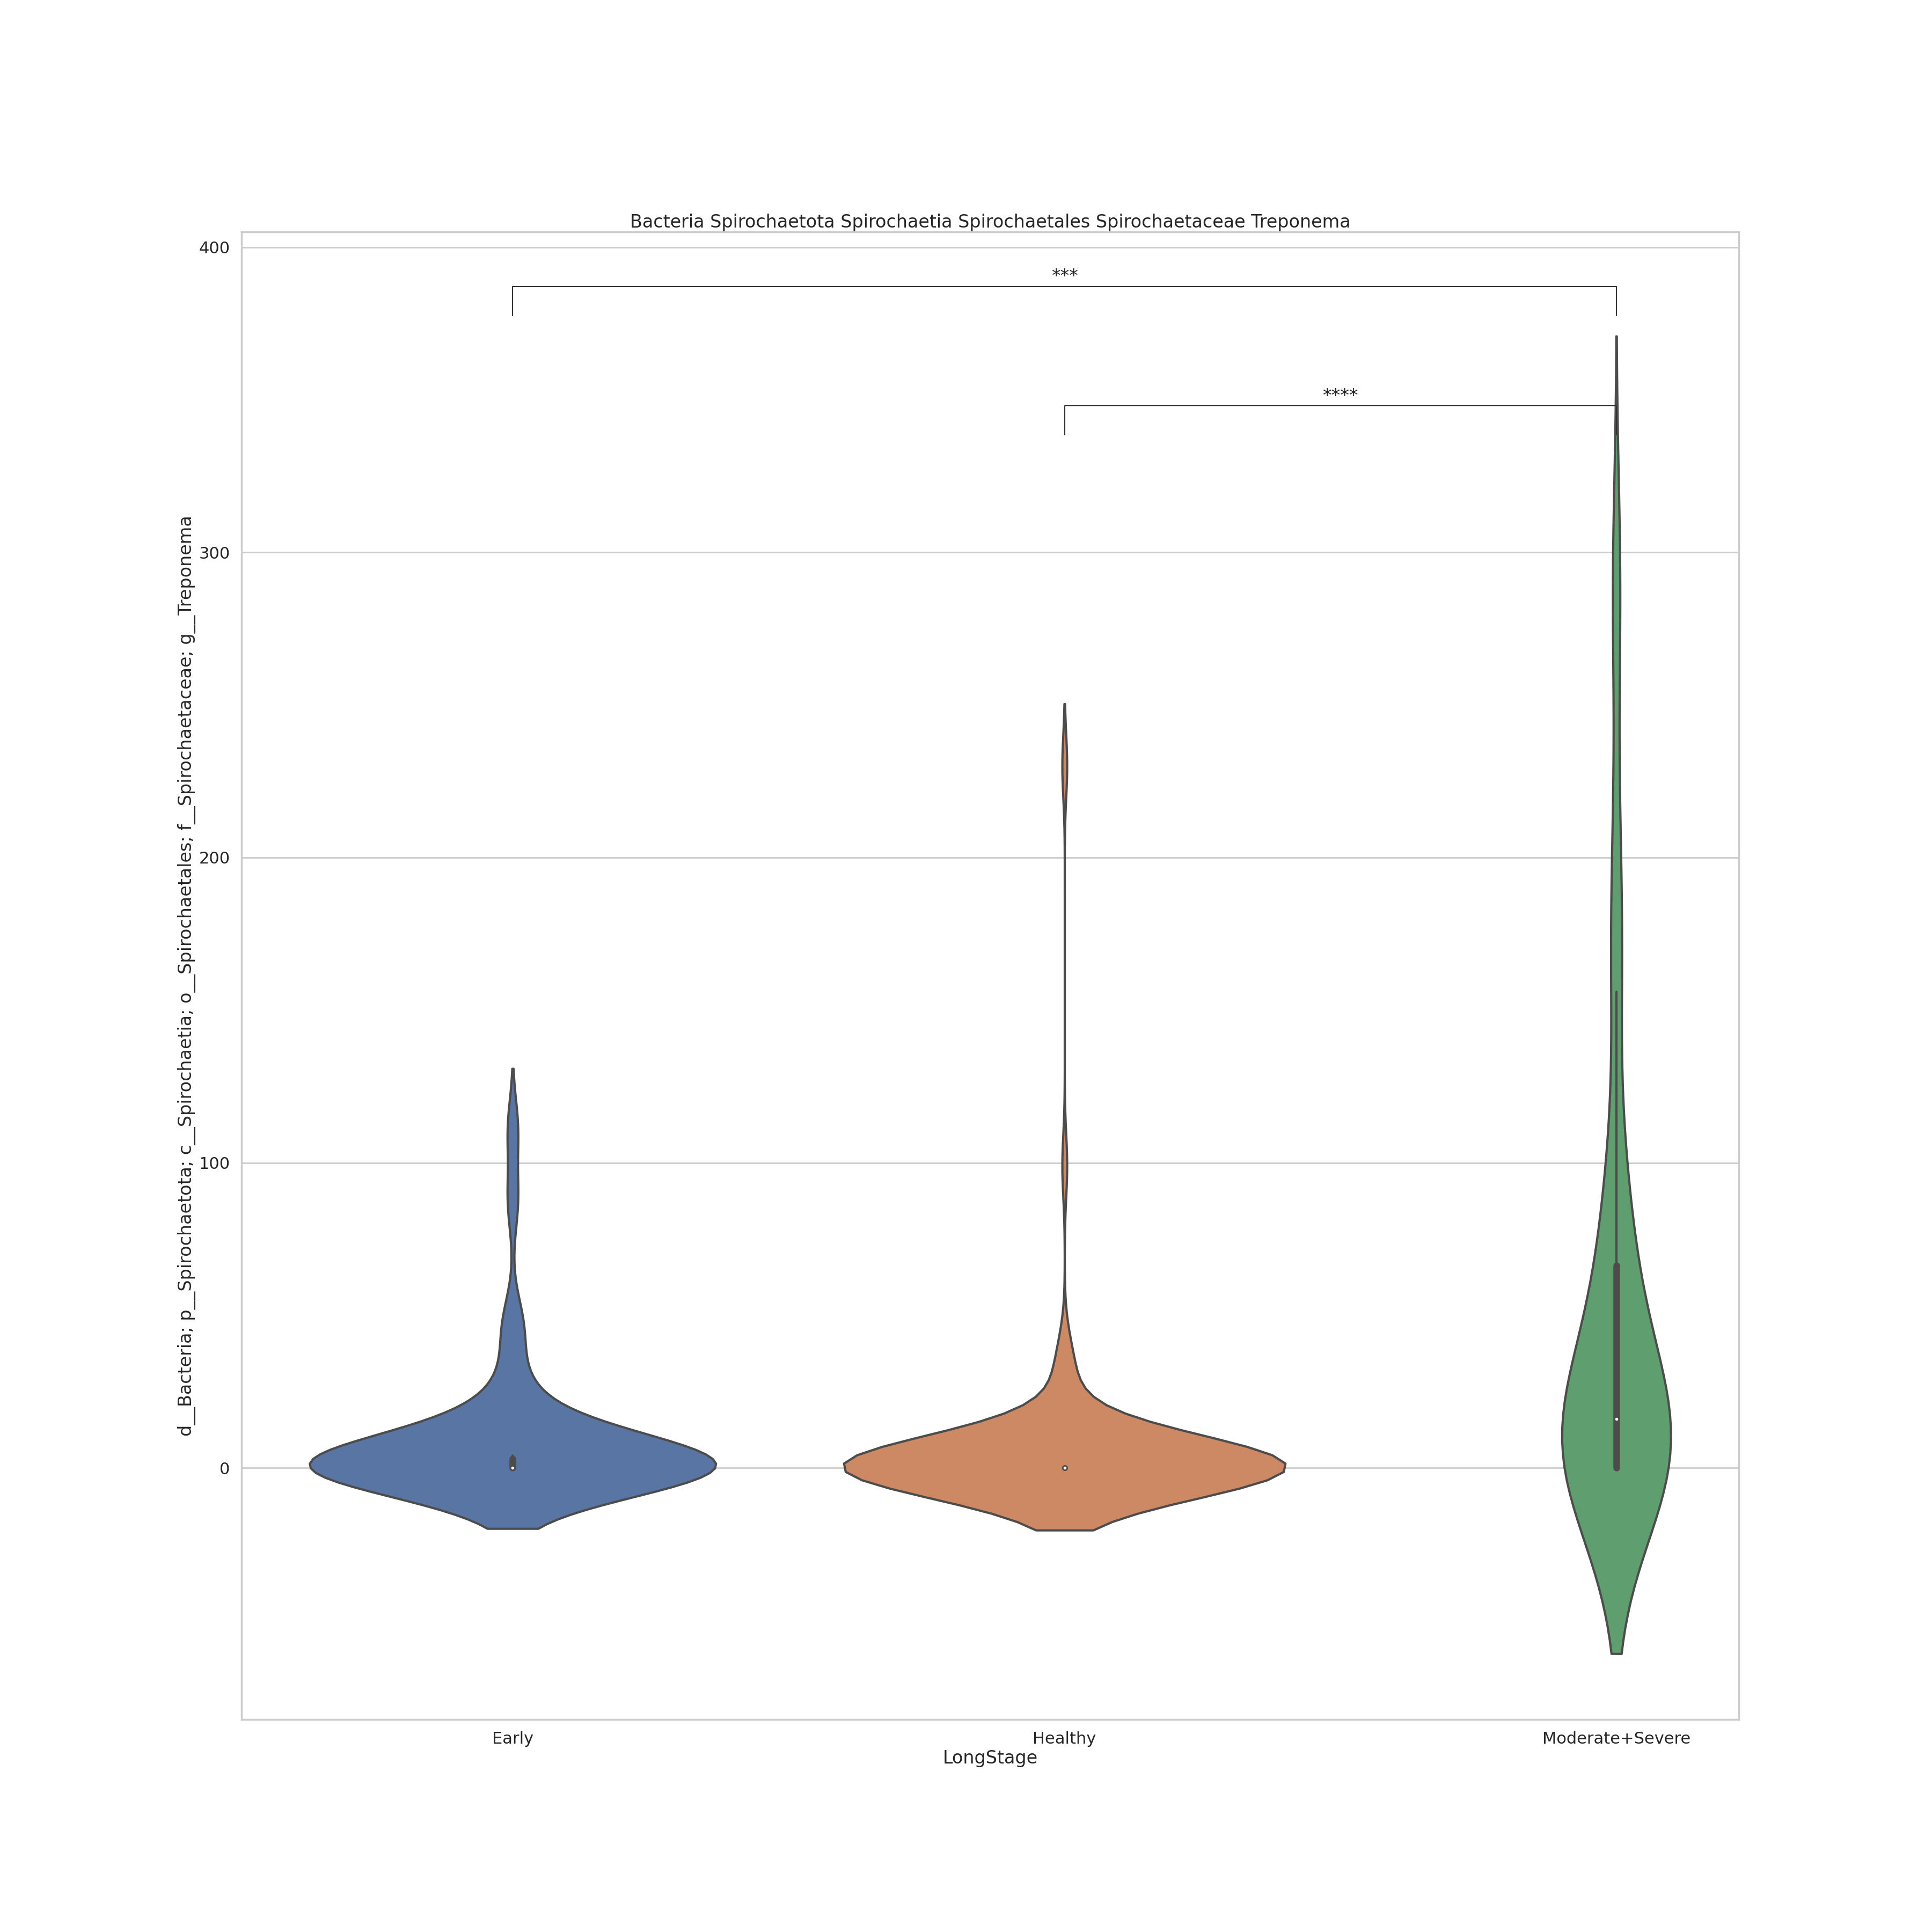 Bacteria Spirochaetota Spirochaetia Spirochaetales Spirochaetaceae Treponema
d__Bacteria; p__Spirochaetota; c__Spirochaetia; o__Spirochaetales; f__Spirochaetaceae; g__Treponema
400
300
200
100
0
***
****
Early
Healthy
Moderate+Severe
LongStage